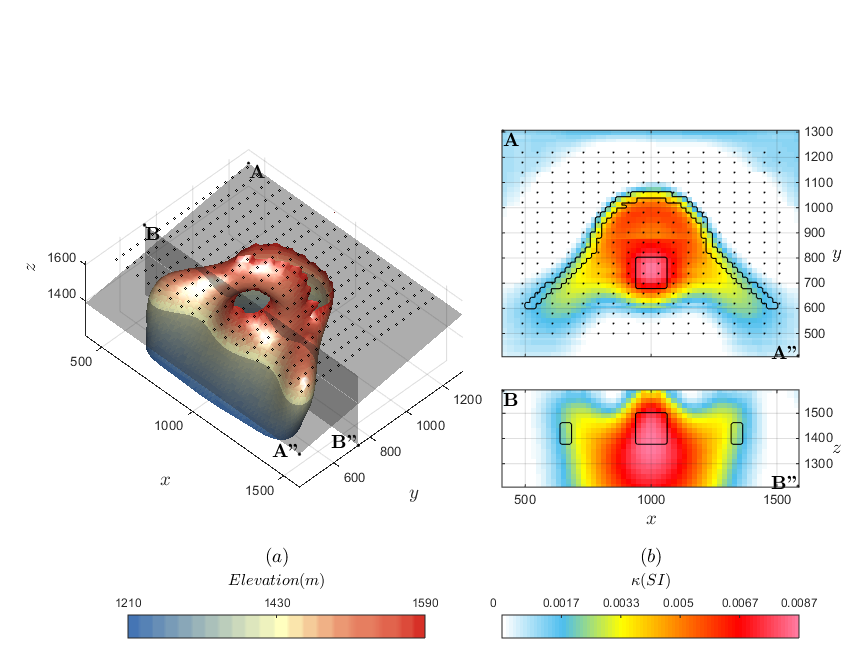 1600
1400
z
500
1000
1500
x
600
800
1000
1200
y
A
B
A"
B"
(a)
Elevation(m)
1210 1430 1590
A
A"
1300
1200
1100
1000
900
800
700
600
500
y
B
B"
1500
1400
1300
z
500 1000 1500
x
(b)
κ(SI)
0 0.0017 0.0033 0.005 0.0067 0.0087